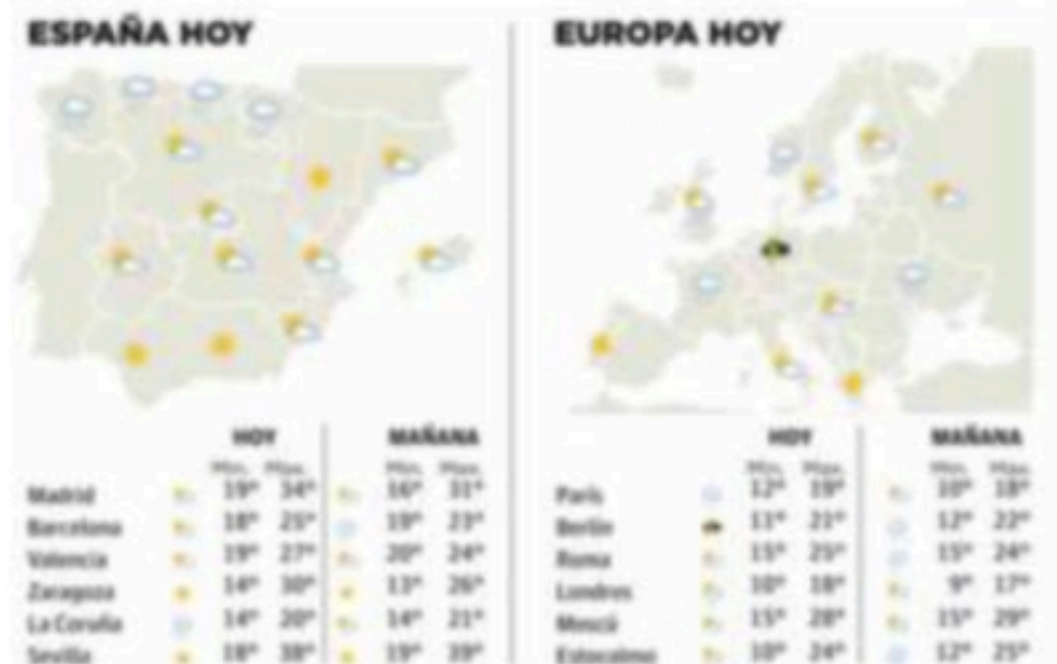 ESPAÑA HOY
HOY MAÑANA
Mín. Máx. Mín. Máx.
Madrid 19° 34° 16° 31°
Barcelona 18° 25° 19° 23°
Valencia 19° 27° 20° 24°
Zaragoza 14° 30° 13° 26°
La Coruña 14° 20° 14° 21°
Sevilla 18° 38° 19° 39°
EUROPA HOY
HOY MAÑANA
Mín. Máx. Mín. Máx.
París 12° 19° 10° 18°
Berlín 11° 21° 12° 22°
Roma 15° 25° 15° 24°
Londres 10° 18° 9° 17°
Moscú 15° 28° 15° 29°
Estocolmo 10° 24° 12° 25°